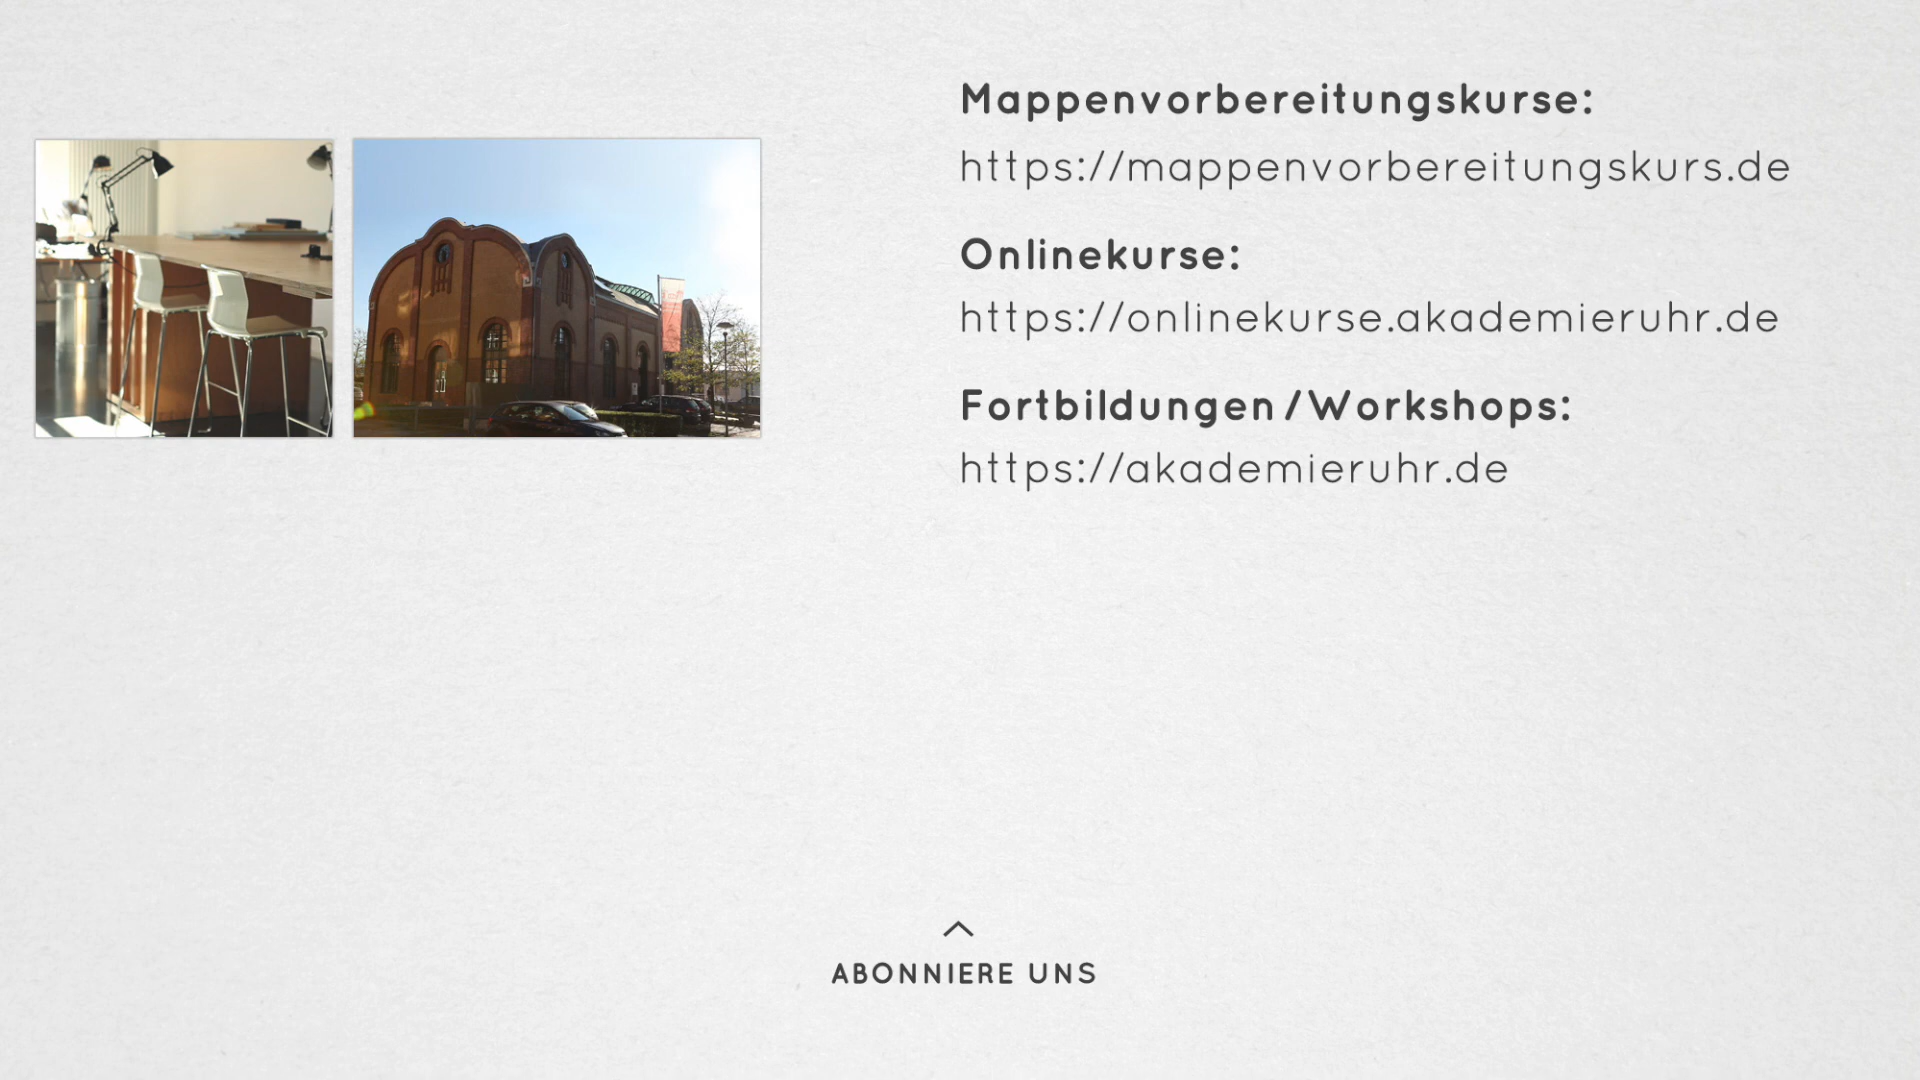 Mappenvorbereitungskurse:
https://mappenvorbereitungskurs.de
Onlinekurse:
https://onlinekurse.akademieruhr.de
Fortbildungen/Workshops:
https://akademieruhr.de
ABONNIERE UNS